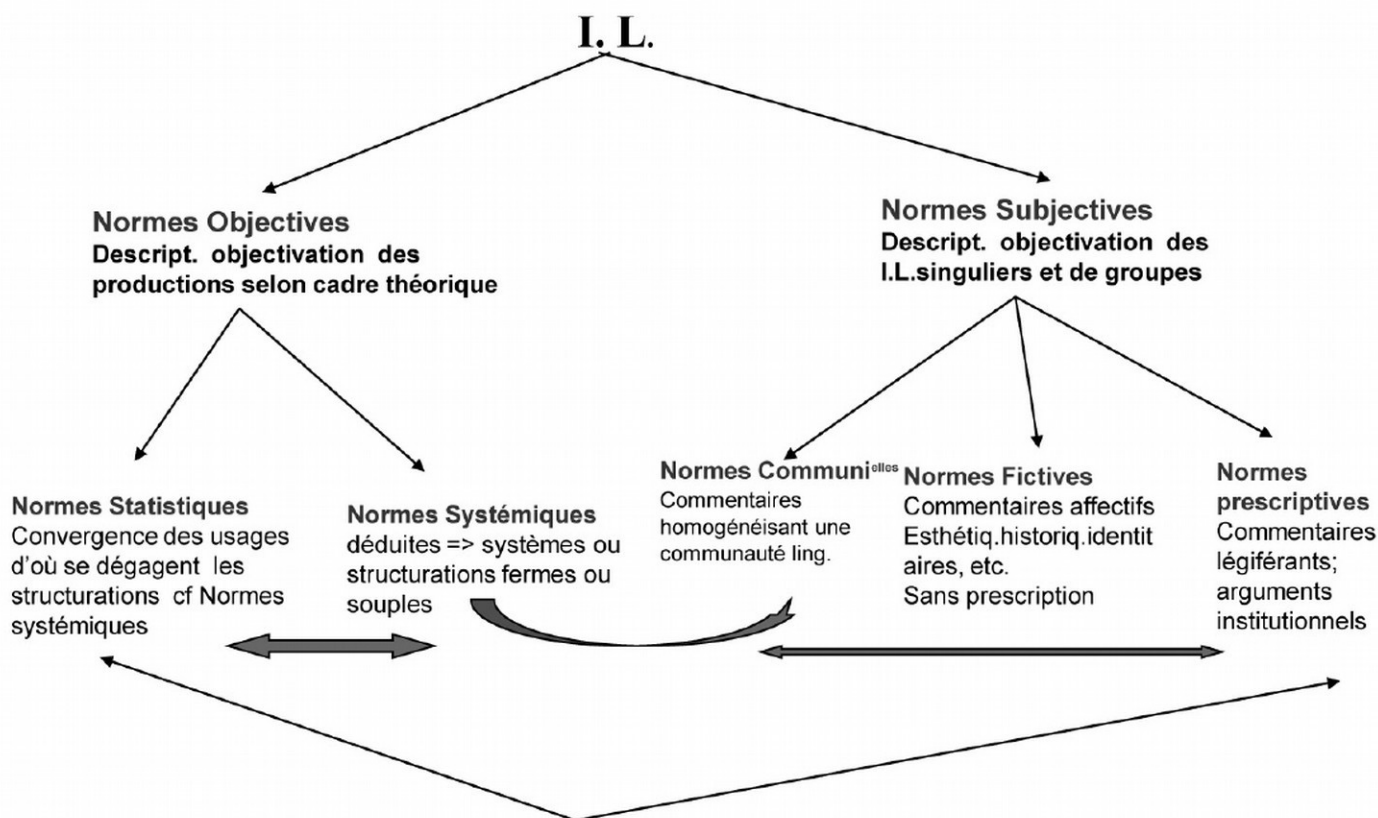 I. L.
Normes Objectives
Descript. objectivation des
productions selon cadre théorique
Normes Subjectives
Descript. objectivation des
I.L.singuliers et de groupes
Normes Statistiques
Convergence des usages
d'où se dégagent les
structurations cf Normes
systémiques
Normes Systémiques
déduites => systèmes ou
structurations fermes ou
souples
Normes Communielles
Commentaires
homogénéisant une
communauté ling.
Normes Fictives
Commentaires affectifs
Esthétiq.historiq.identit
aires, etc.
Sans prescription
Normes
prescriptives
Commentaires
légiférants;
arguments
institutionnels